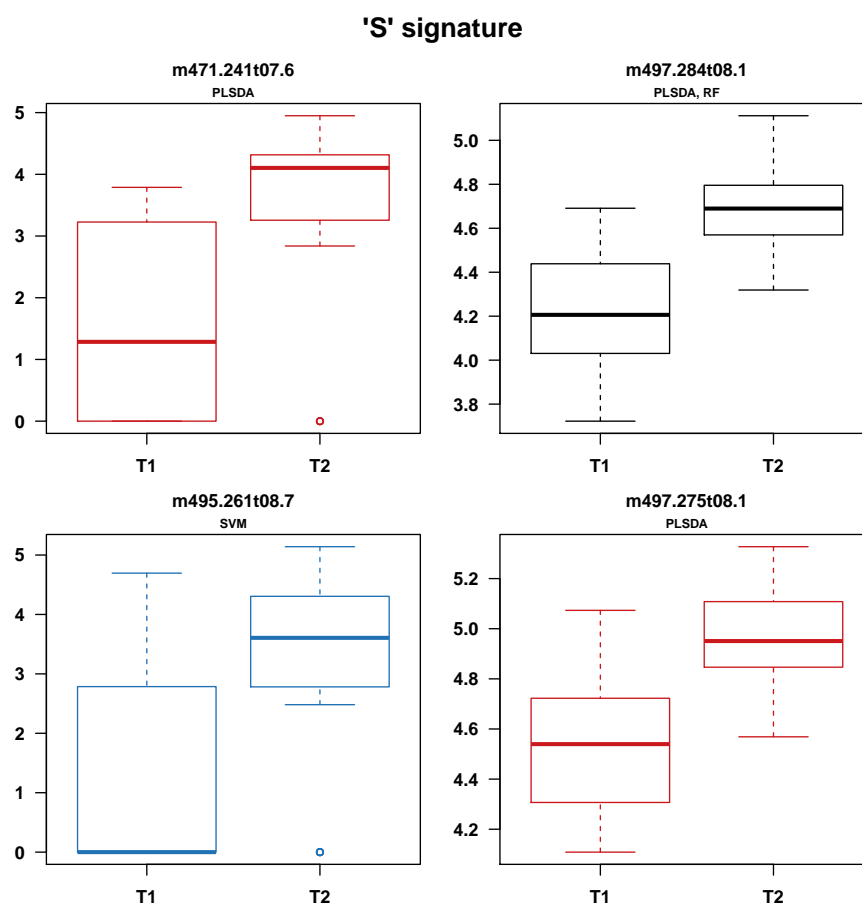 'S' signature
m471.241t07.6
PLSDA
5
4
3
2
1
0
T1 T2
m497.284t08.1
PLSDA, RF
5.0
4.8
4.6
4.4
4.2
4.0
3.8
T1 T2
m495.261t08.7
SVM
5
4
3
2
1
0
T1 T2
m497.275t08.1
PLSDA
5.2
5.0
4.8
4.6
4.4
4.2
T1 T2